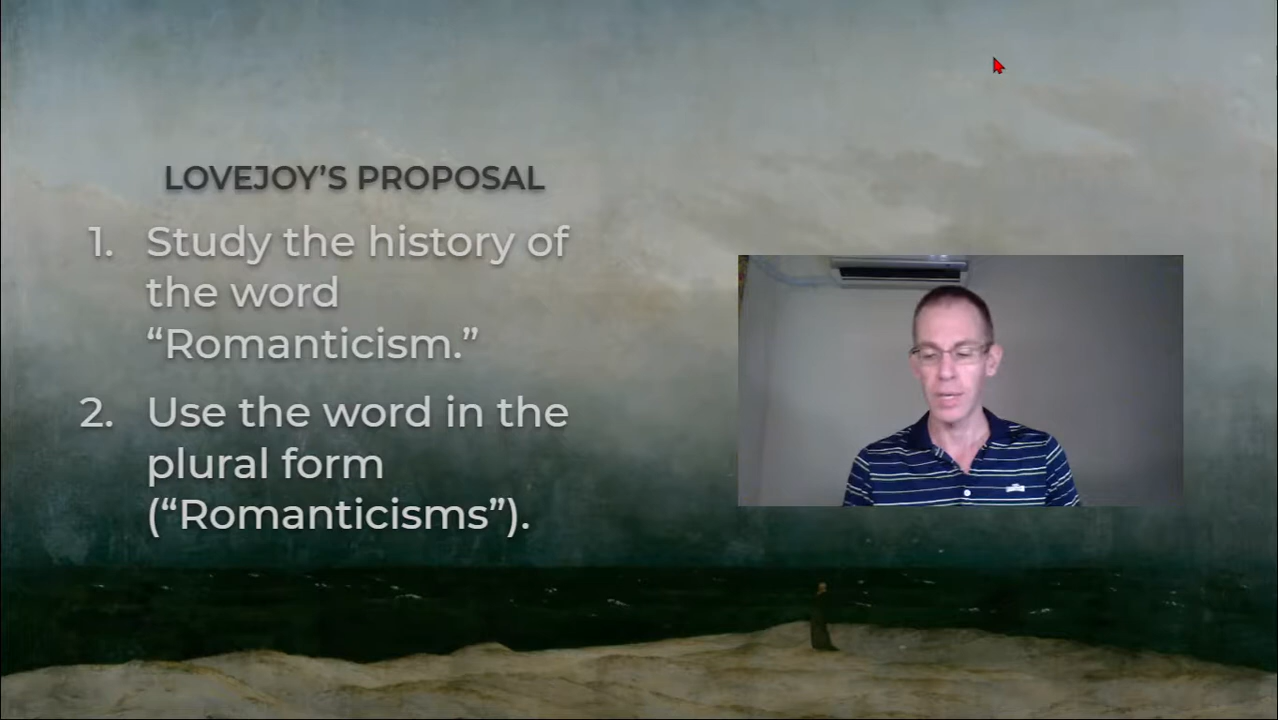 LOVEJOY’S PROPOSAL
1. Study the history of
the word
“Romanticism.”
2. Use the word in the
plural form
(“Romanticisms”).